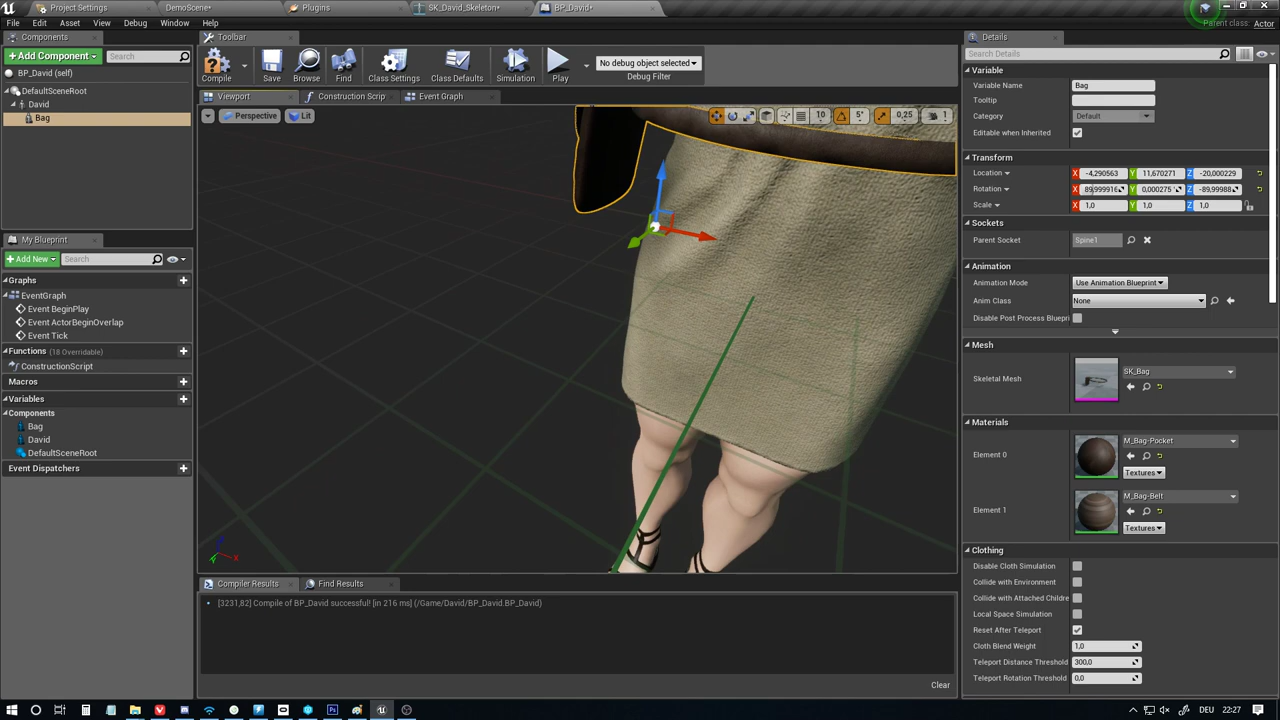 Project Settings
DemoScene*
Plugins
SK_David_Skeleton*
BP_David*
File Edit Asset View Debug Window Help
Parent class: Actor
Components
Toolbar
Details
+ Add Component
Search
BP_David (self)
DefaultSceneRoot
David
Bag
Compile
Save
Browse
Find
Class Settings
Class Defaults
Simulation
Play
No debug object selected
Debug Filter
Viewport
Construction Scrip
Event Graph
Perspective
Lit
10
5°
0,25
1
My Blueprint
+ Add New
Search
Graphs
EventGraph
Event BeginPlay
Event ActorBeginOverlap
Event Tick
Functions (18 Overridable)
ConstructionScript
Macros
Variables
Components
Bag
David
DefaultSceneRoot
Event Dispatchers
Compiler Results
Find Results
[3231,82] Compile of BP_David successful! [in 216 ms] (/Game/David/BP_David.BP_David)
Clear
Search Details
Variable
Variable Name Bag
Tooltip
Category Default
Editable when Inherited
Transform
Location X -4,290563 Y 11,670271 Z -20,000229
Rotation X 89,999916 Y 0,000275 ° Z -89,99988
Scale X 1,0 Y 1,0 Z 1,0
Sockets
Parent Socket Spine1
Animation
Animation Mode Use Animation Blueprint
Anim Class None
Disable Post Process Bluepri
Mesh
Skeletal Mesh SK_Bag
Materials
Element 0 M_Bag-Pocket
Textures
Element 1 M_Bag-Belt
Textures
Clothing
Disable Cloth Simulation
Collide with Environment
Collide with Attached Childre
Local Space Simulation
Reset After Teleport
Cloth Blend Weight 1,0
Teleport Distance Threshold 300,0
Teleport Rotation Threshold 0,0
DEU 22:27